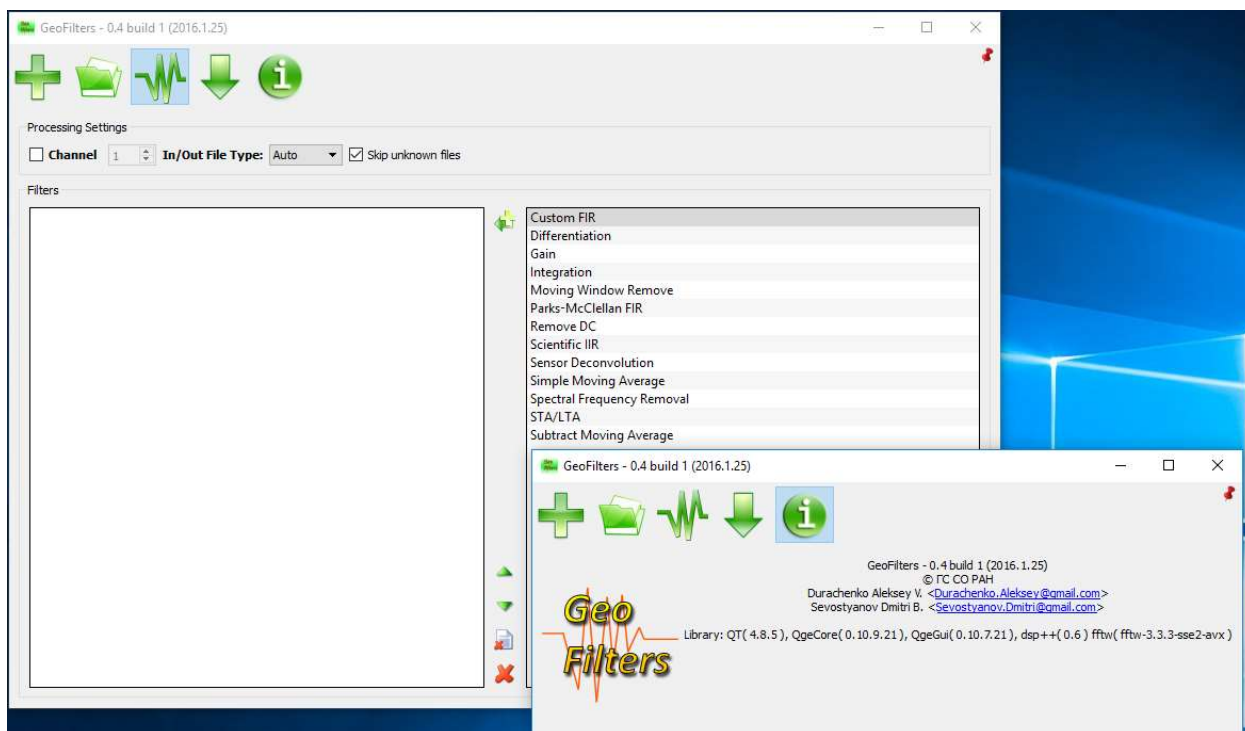 GeoFilters - 0.4 build 1 (2016.1.25)
Processing Settings
Channel 1 In/Out File Type: Auto Skip unknown files
Filters
Custom FIR
Differentiation
Gain
Integration
Moving Window Remove
Parks-McClellan FIR
Remove DC
Scientific IIR
Sensor Deconvolution
Simple Moving Average
Spectral Frequency Removal
STA/LTA
Subtract Moving Average
GeoFilters - 0.4 build 1 (2016.1.25)
GeoFilters - 0.4 build 1 (2016.1.25)
© ГС СО РАН
Durachenko Aleksey V. <Durachenko.Aleksey@gmail.com>
Sevostyanov Dmitri B. <Sevostyanov.Dmitri@gmail.com>
Geo
Filters
Library: QT( 4.8.5 ), QgeCore( 0.10.9.21 ), QgeGui( 0.10.7.21 ), dsp++( 0.6 ) fftw( fftw-3.3.3-sse2-avx )